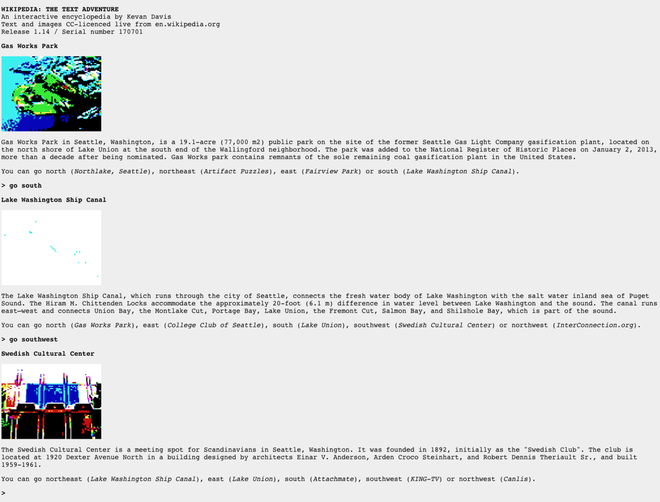 WIKIPEDIA: THE TEXT ADVENTURE
An interactive encyclopedia by Kevan Davis
Text and images CC-licenced live from en.wikipedia.org
Release 1.14 / Serial number 170701
Gas Works Park
Gas Works Park in Seattle, Washington, is a 19.1-acre (77,000 m2) public park on the site of the former Seattle Gas Light Company gasification plant, located on
the north shore of Lake Union at the south end of the Wallingford neighborhood. The park was added to the National Register of Historic Places on January 2, 2013,
more than a decade after being nominated. Gas Works park contains remnants of the sole remaining coal gasification plant in the United States.
You can go north (Northlake, Seattle), northeast (Artifact Puzzles), east (Fairview Park) or south (Lake Washington Ship Canal).
> go south
Lake Washington Ship Canal
The Lake Washington Ship Canal, which runs through the city of Seattle, connects the fresh water body of Lake Washington with the salt water inland sea of Puget
Sound. The Hiram M. Chittenden Locks accommodate the approximately 20-foot (6.1 m) difference in water level between Lake Washington and the sound. The canal runs
east–west and connects Union Bay, the Montlake Cut, Portage Bay, Lake Union, the Fremont Cut, Salmon Bay, and Shilshole Bay, which is part of the sound.
You can go north (Gas Works Park), east (College Club of Seattle), south (Lake Union), southwest (Swedish Cultural Center) or northwest (InterConnection.org).
> go southwest
Swedish Cultural Center
The Swedish Cultural Center is a meeting spot for Scandinavians in Seattle, Washington. It was founded in 1892, initially as the "Swedish Club". The club is
located at 1920 Dexter Avenue North in a building designed by architects Einar V. Anderson, Arden Croco Steinhart, and Robert Dennis Theriault Sr., and built
1959-1961.
You can go northeast (Lake Washington Ship Canal), east (Lake Union), south (Attachmate), southwest (KING-TV) or northwest (Canlis).
>